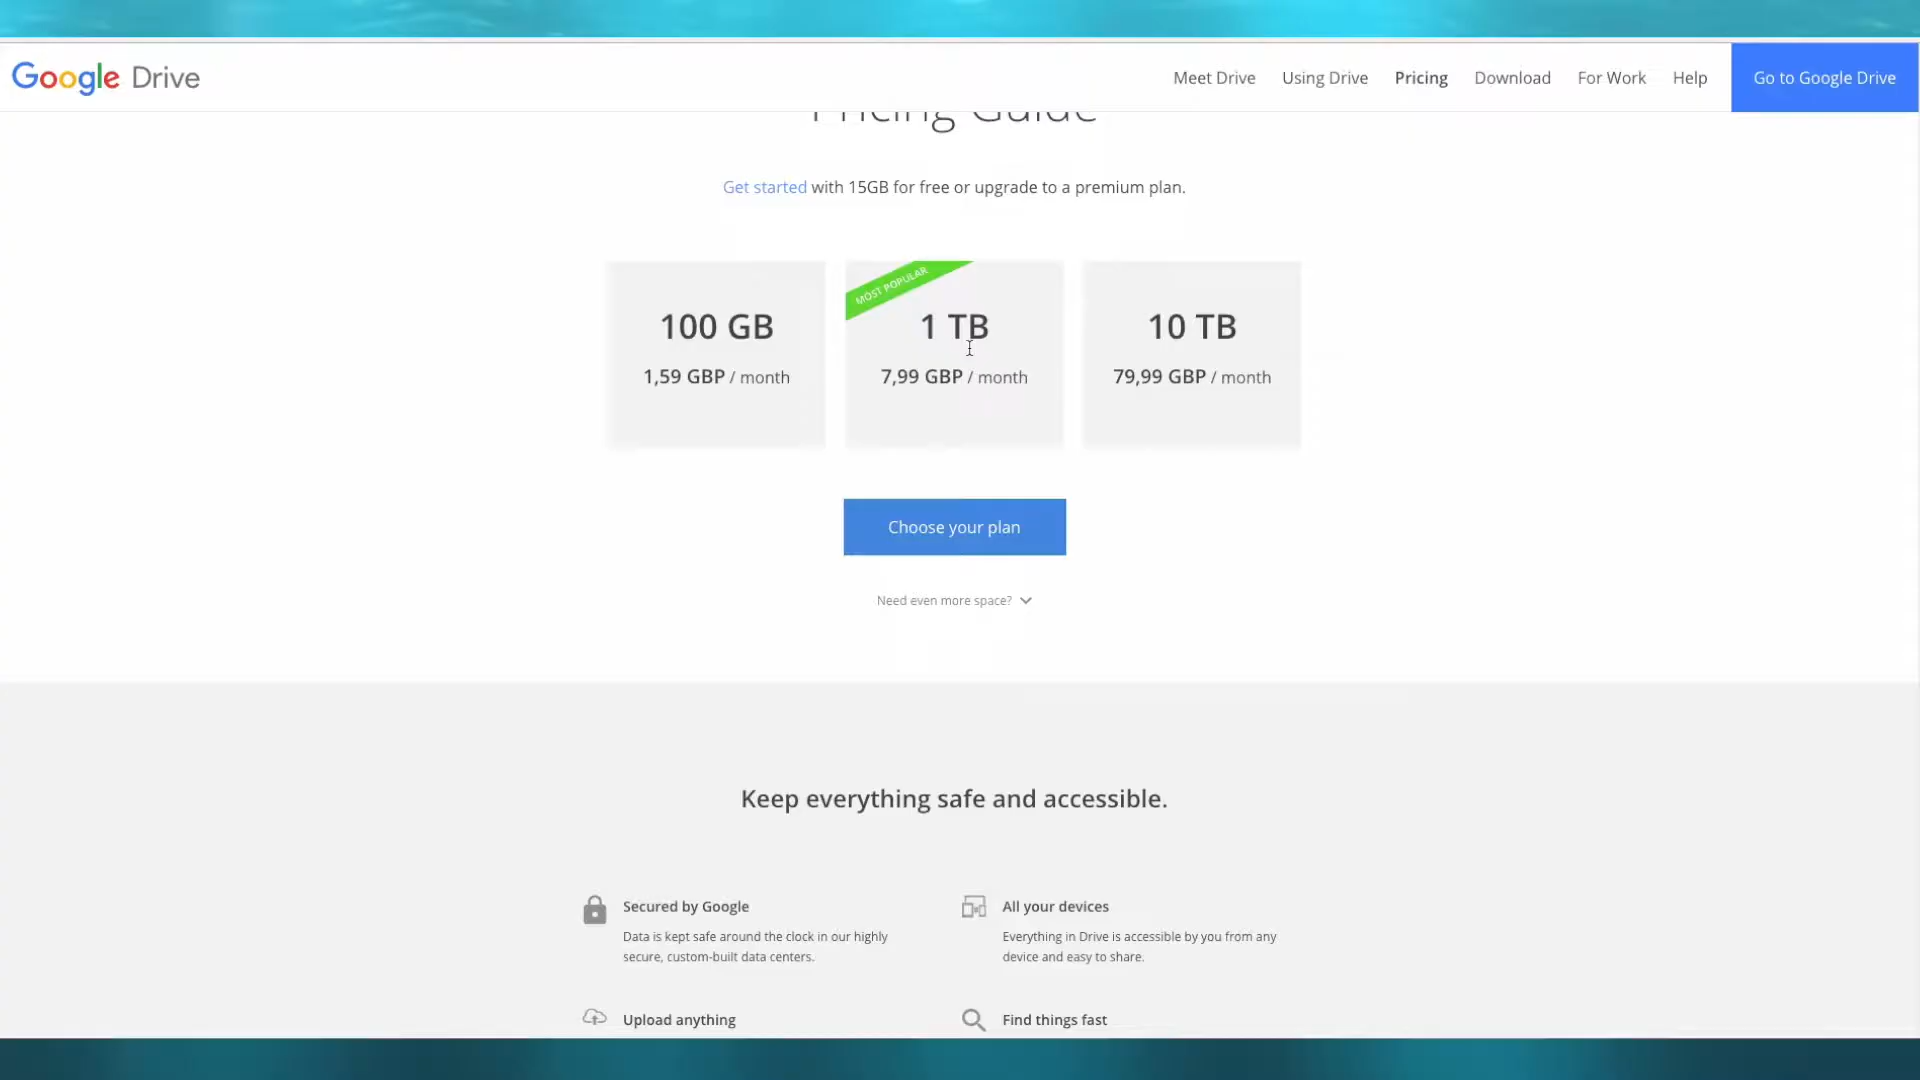 Google Drive
Meet Drive
Using Drive
Pricing
Download
For Work
Help
Go to Google Drive
Pricing Guide
Get started with 15GB for free or upgrade to a premium plan.
MOST POPULAR
100 GB
1,59 GBP / month
1 TB
7,99 GBP / month
10 TB
79,99 GBP / month
Choose your plan
Need even more space?
Keep everything safe and accessible.
Secured by Google
Data is kept safe around the clock in our highly
secure, custom-built data centers.
All your devices
Everything in Drive is accessible by you from any
device and easy to share.
Upload anything
Find things fast